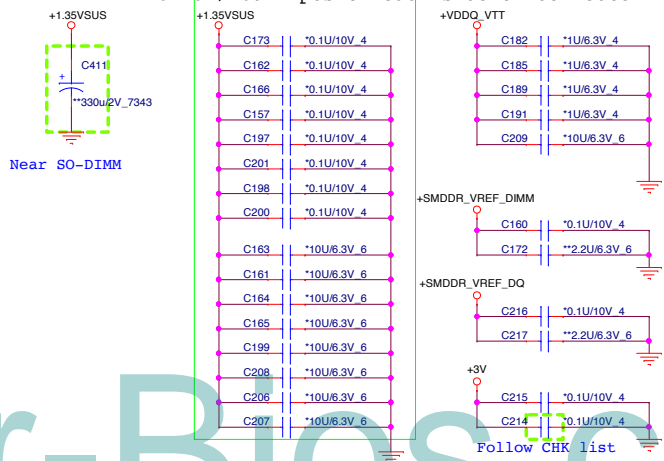 +1.35VSUS
C411
+
**330u/2V_7343
Near SO-DIMM
+1.35VSUS
C173 *0.1U/10V_4
C162 *0.1U/10V_4
C166 *0.1U/10V_4
C157 *0.1U/10V_4
C197 *0.1U/10V_4
C201 *0.1U/10V_4
C198 *0.1U/10V_4
C200 *0.1U/10V_4
C163 *10U/6.3V_6
C161 *10U/6.3V_6
C164 *10U/6.3V_6
C165 *10U/6.3V_6
C199 *10U/6.3V_6
C208 *10U/6.3V_6
C206 *10U/6.3V_6
C207 *10U/6.3V_6
+VDDQ_VTT
C182 *1U/6.3V_4
C185 *1U/6.3V_4
C189 *1U/6.3V_4
C191 *1U/6.3V_4
C209 *10U/6.3V_6
+SMDDR_VREF_DIMM
C160 *0.1U/10V_4
C172 **2.2U/6.3V_6
+SMDDR_VREF_DQ
C216 *0.1U/10V_4
C217 **2.2U/6.3V_6
+3V
C215 *0.1U/10V_4
C214 *0.1U/10V_4
Follow CHK list
r-Bios.c